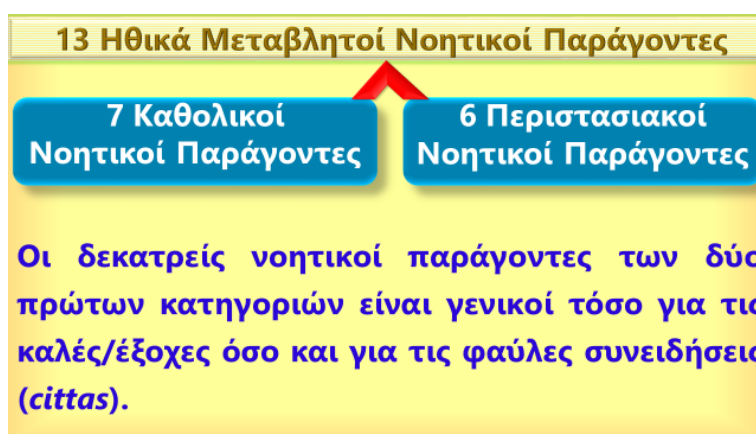 13 Ηθικά Μεταβλητοί Νοητικοί Παράγοντες
7 Καθολικοί
Νοητικοί Παράγοντες
6 Περιστασιακοί
Νοητικοί Παράγοντες
Οι δεκατρείς νοητικοί παράγοντες των δύο
πρώτων κατηγοριών είναι γενικοί τόσο για τις
καλές/έξοχες όσο και για τις φαύλες συνειδήσεις
(cittas).